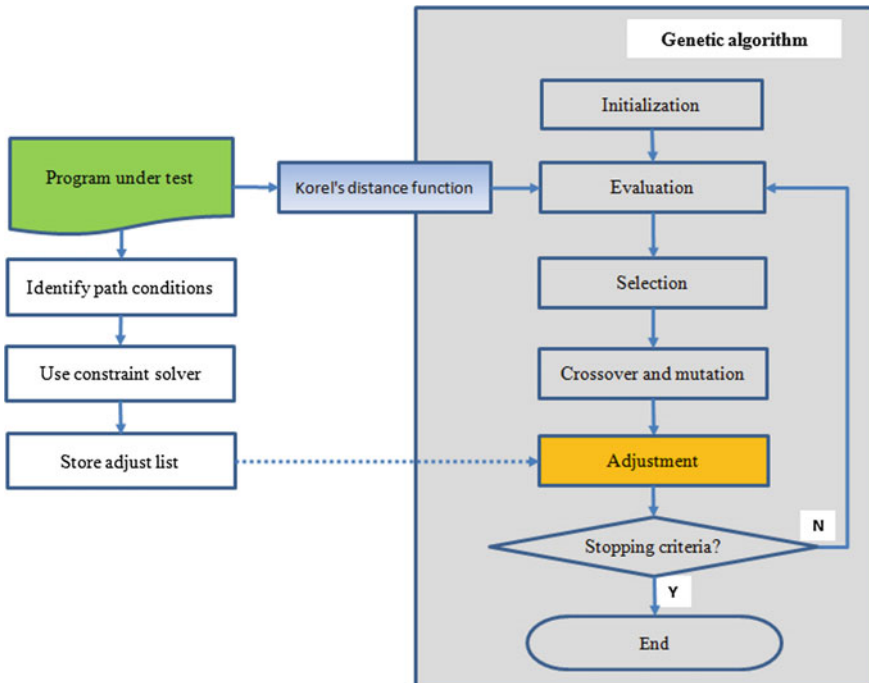 Genetic algorithm
Initialization
Program under test
Korel's distance function
Evaluation
Identify path conditions
Selection
Use constraint solver
Crossover and mutation
Store adjust list
Adjustment
Stopping criteria?
N
Y
End